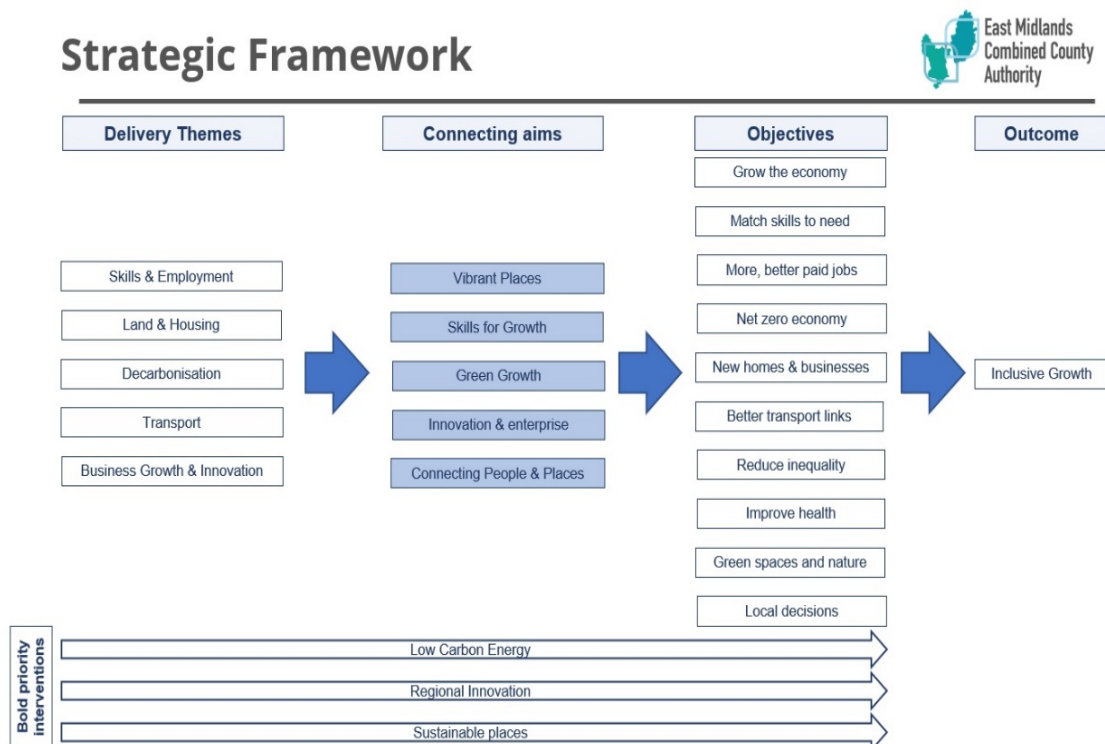 Strategic Framework
East Midlands
Combined County
Authority
Delivery Themes
Connecting aims
Objectives
Outcome
Skills & Employment
Land & Housing
Decarbonisation
Transport
Business Growth & Innovation
Vibrant Places
Skills for Growth
Green Growth
Innovation & enterprise
Connecting People & Places
Grow the economy
Match skills to need
More, better paid jobs
Net zero economy
New homes & businesses
Better transport links
Reduce inequality
Improve health
Green spaces and nature
Local decisions
Inclusive Growth
Bold priority
interventions
Low Carbon Energy
Regional Innovation
Sustainable places